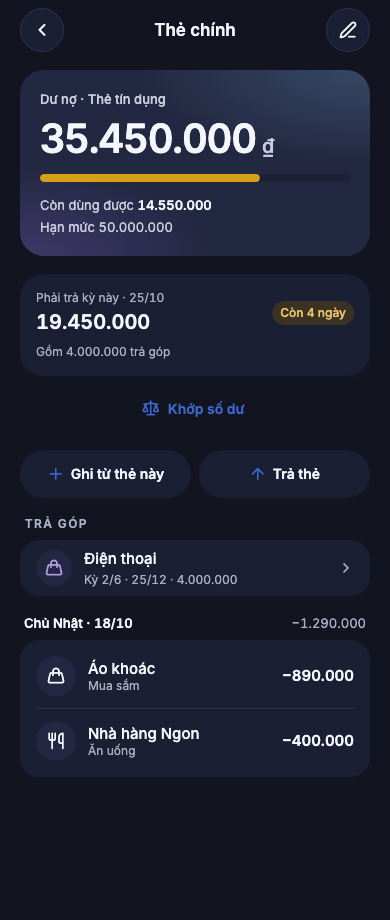 Thẻ chính
Dư nợ · Thẻ tín dụng
35.450.000 ₫
Còn dùng được 14.550.000
Hạn mức 50.000.000
Phải trả kỳ này · 25/10
19.450.000
Còn 4 ngày
Gồm 4.000.000 trả góp
Khớp số dư
Ghi từ thẻ này
Trả thẻ
TRẢ GÓP
Điện thoại
Kỳ 2/6 · 25/12 · 4.000.000
Chủ Nhật · 18/10
−1.290.000
Áo khoác
−890.000
Mua sắm
Nhà hàng Ngon
−400.000
Ăn uống